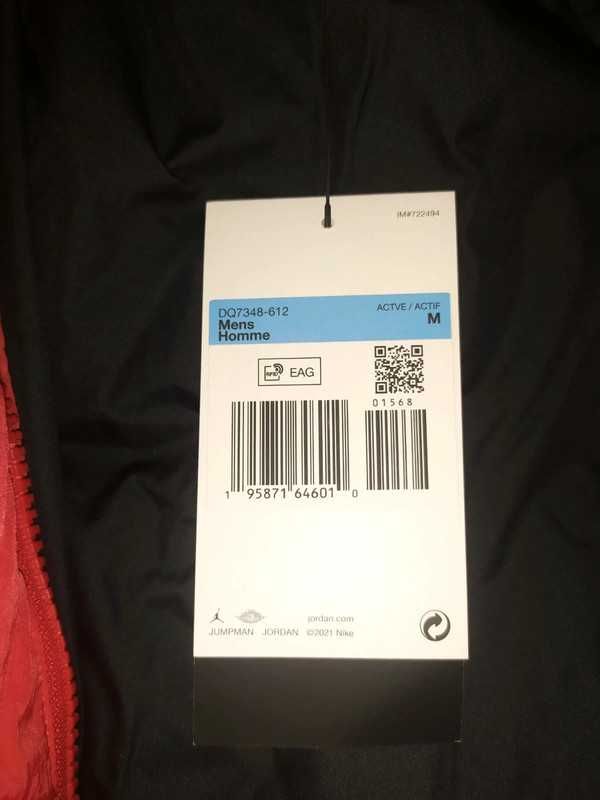 IM#722494
DQ7348-612
ACTVE / ACTIF
Mens
M
Homme
RFID EAG
01568
1 95871 64601 0
jordan.com
JUMPMAN JORDAN ©2021 Nike